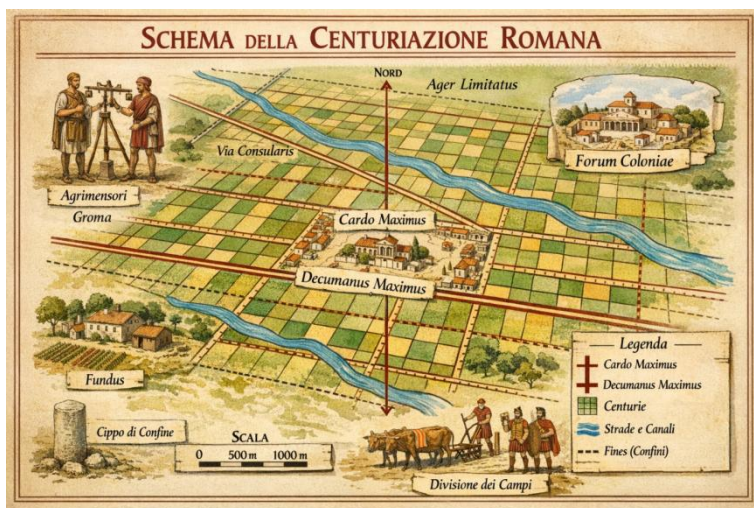 SCHEMA DELLA CENTURIAZIONE ROMANA
NORD
Ager Limitatus
Via Consularis
Forum Coloniae
Agrimensori
Groma
Cardo Maximus
Decumanus Maximus
Fundus
Cippo di Confine
SCALA
0 500 m 1000 m
Divisione dei Campi
Legenda
Cardo Maximus
Decumanus Maximus
Centurie
Strade e Canali
Fines (Confini)